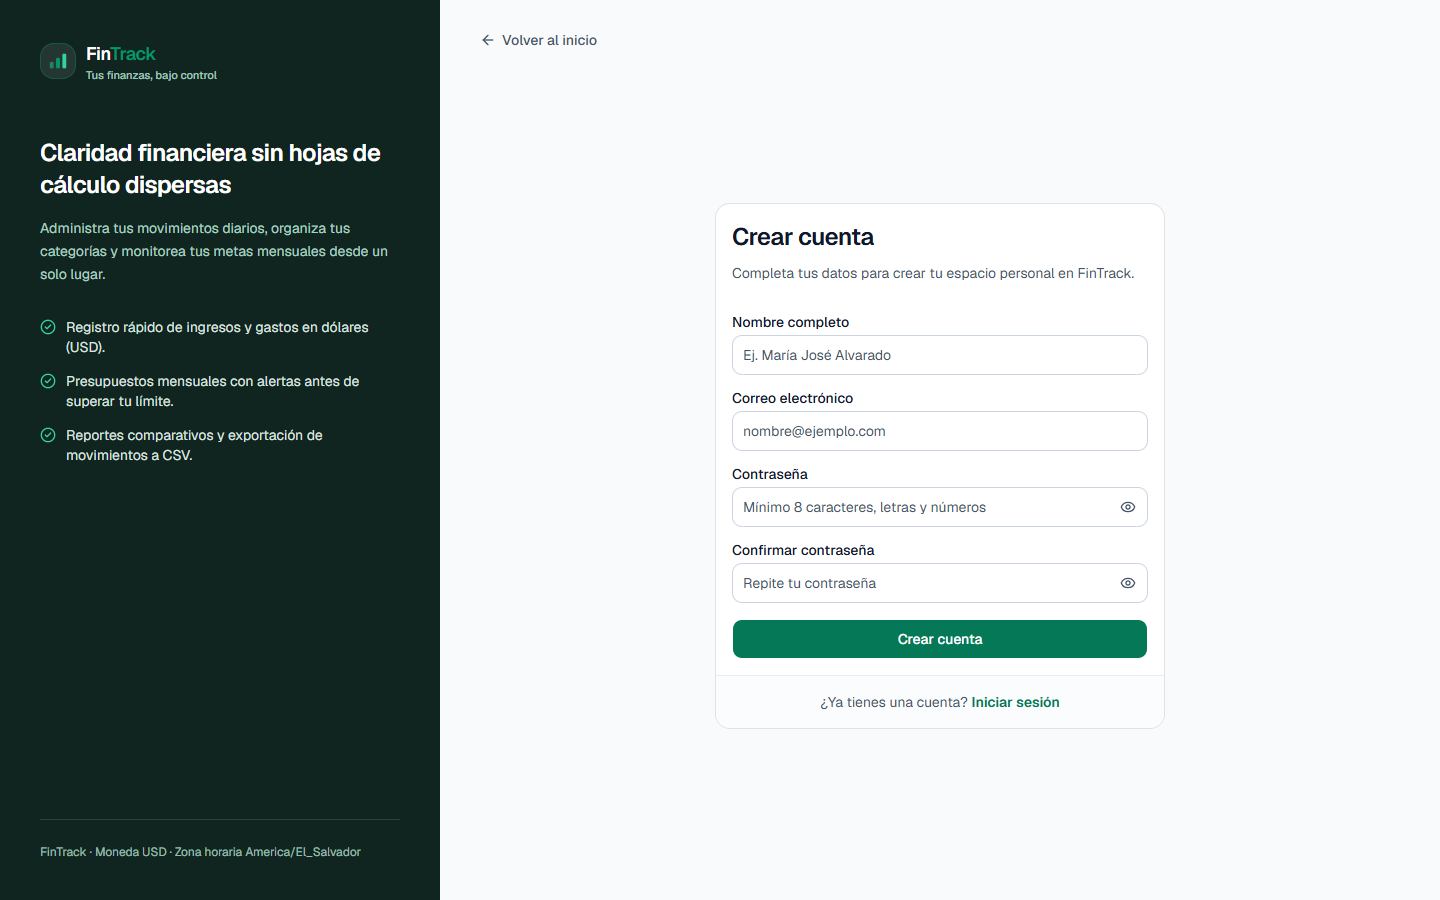 FinTrack
Tus finanzas, bajo control
Claridad financiera sin hojas de
cálculo dispersas
Administra tus movimientos diarios, organiza tus
categorías y monitorea tus metas mensuales desde un
solo lugar.
Registro rápido de ingresos y gastos en dólares
(USD).
Presupuestos mensuales con alertas antes de
superar tu límite.
Reportes comparativos y exportación de
movimientos a CSV.
FinTrack · Moneda USD · Zona horaria America/El_Salvador
Volver al inicio
Crear cuenta
Completa tus datos para crear tu espacio personal en FinTrack.
Nombre completo
Ej. María José Alvarado
Correo electrónico
nombre@ejemplo.com
Contraseña
Mínimo 8 caracteres, letras y números
Confirmar contraseña
Repite tu contraseña
Crear cuenta
¿Ya tienes una cuenta? Iniciar sesión